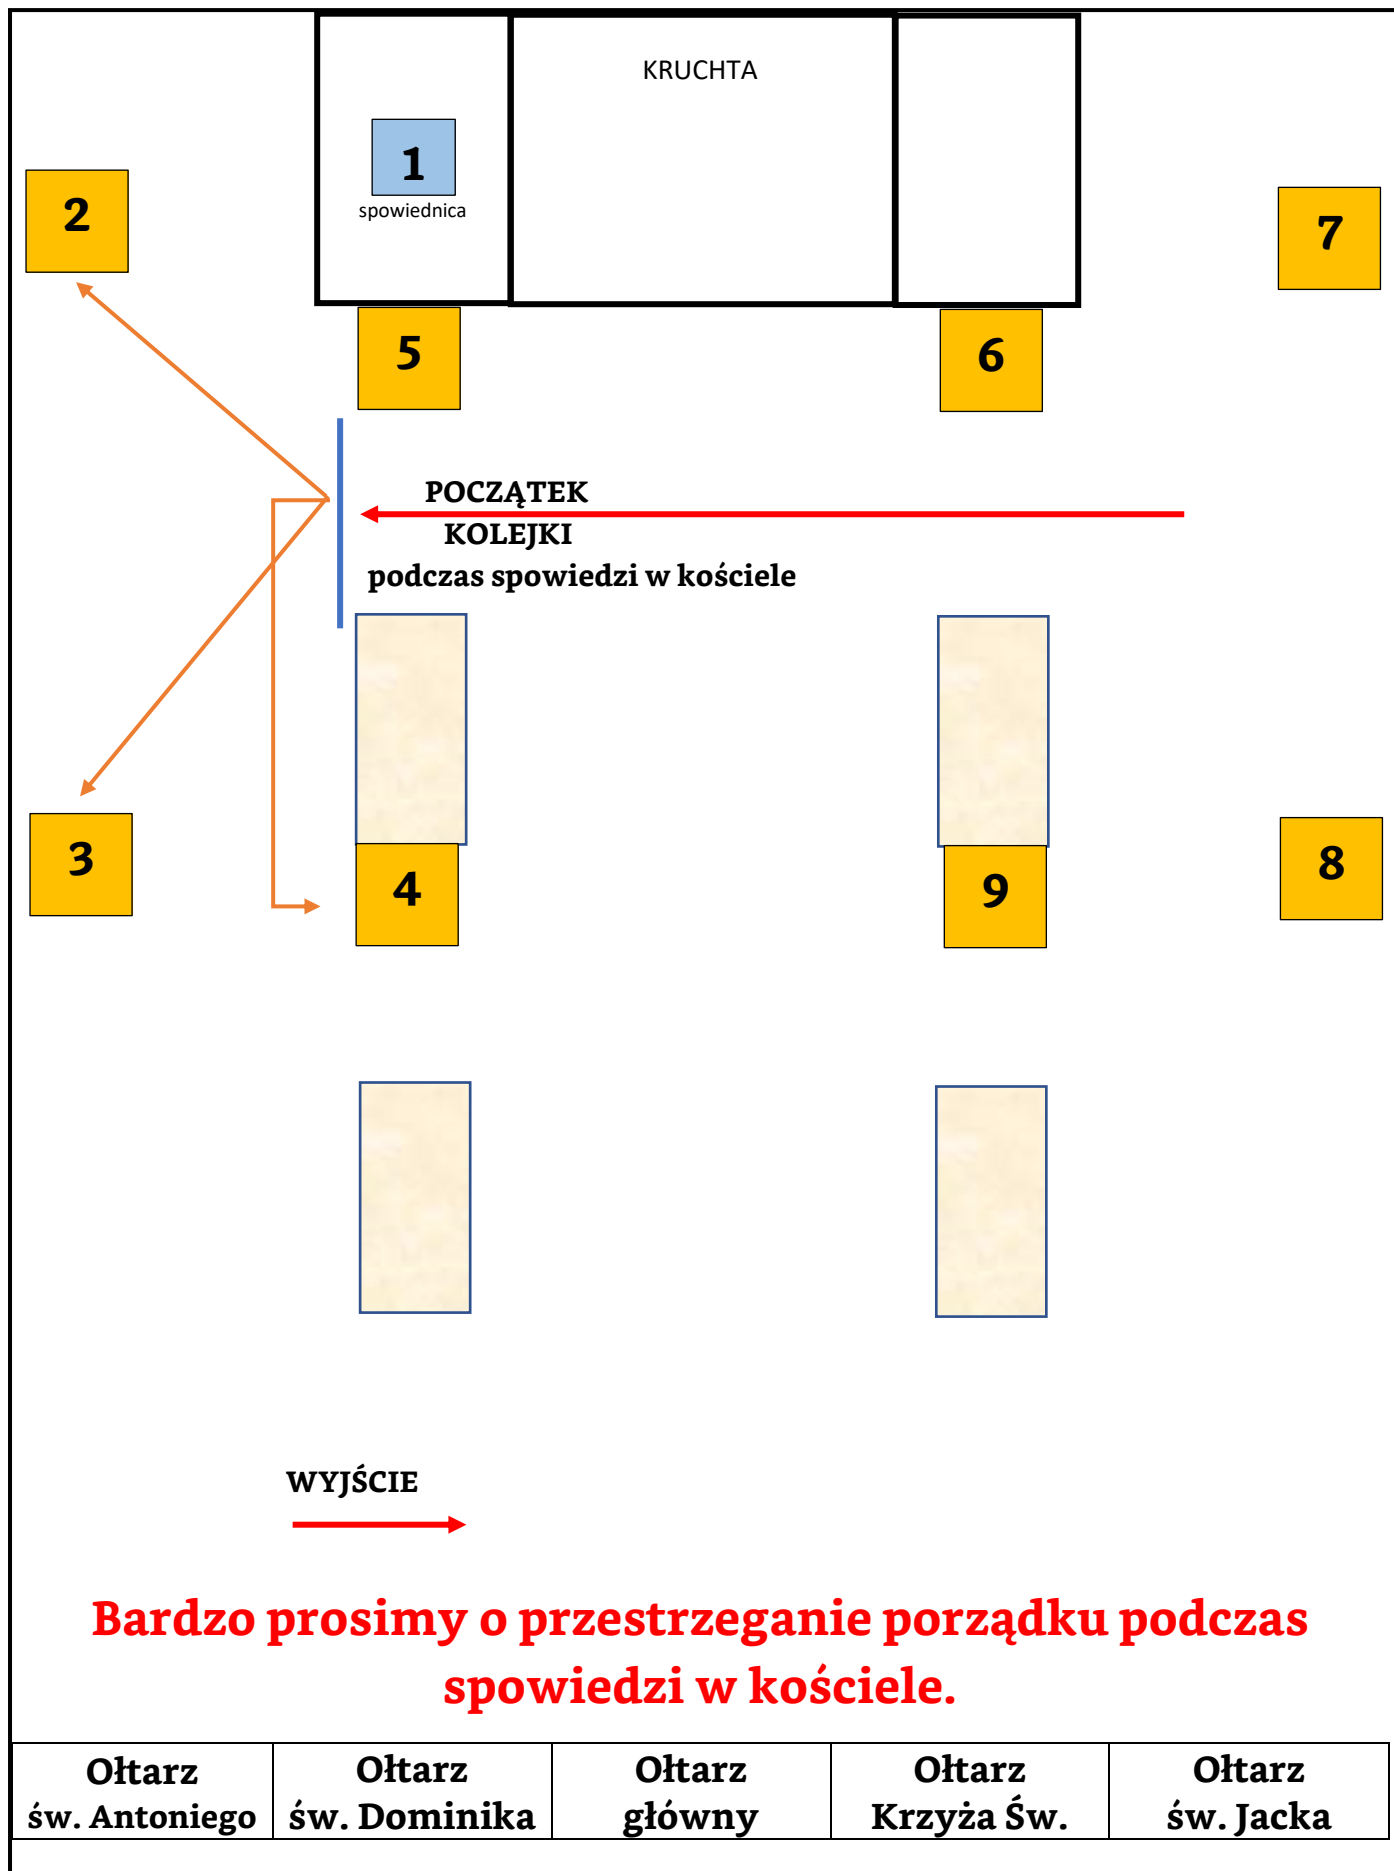 KRUCHTA
1
spowiednica
2
7
5
6
POCZĄTEK
KOLEJKI
podczas spowiedzi w kościele
3
4
9
8
WYJŚCIE
Bardzo prosimy o przestrzeganie porządku podczas
spowiedzi w kościele.
Ołtarz
św. Antoniego
Ołtarz
św. Dominika
Ołtarz
główny
Ołtarz
Krzyża Św.
Ołtarz
św. Jacka